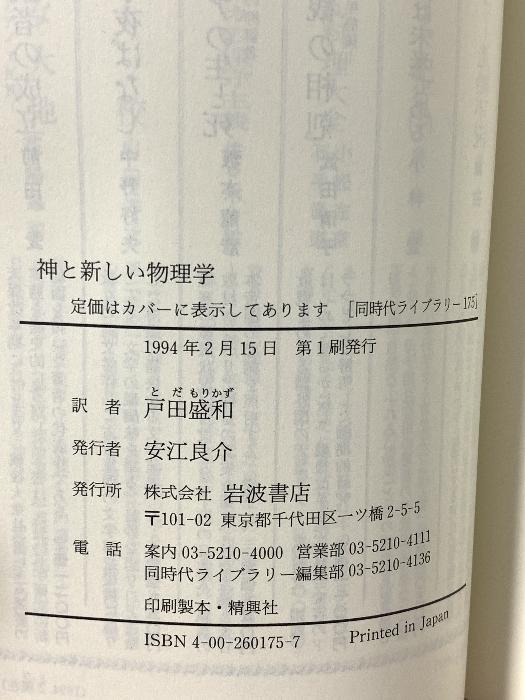 神と新しい物理学
定価はカバーに表示してあります [同時代ライブラリー175]
1994年2月15日 第1刷発行
訳者 戸田盛和
とだもりかず
発行者 安江良介
発行所 株式会社 岩波書店
〒101-02 東京都千代田区一ツ橋2-5-5
電話 案内03-5210-4000 営業部03-5210-4111
同時代ライブラリー編集部03-5210-4136
印刷製本・精興社
ISBN4-00-260175-7 Printed in Japan